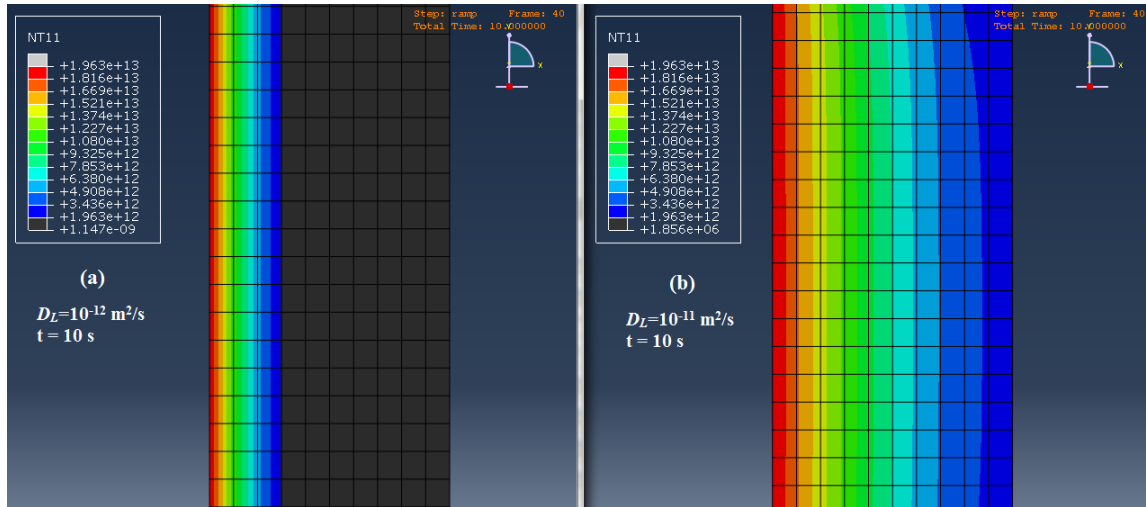 Step: ramp Frame: 40
Total Time: 10.000000
NT11
+1.963e+13
+1.816e+13
+1.669e+13
+1.521e+13
+1.374e+13
+1.227e+13
+1.080e+13
+9.325e+12
+7.853e+12
+6.380e+12
+4.908e+12
+3.436e+12
+1.963e+12
+1.147e-09
X
(a)
D_L=10⁻¹² m²/s
t = 10 s
Step: ramp Frame: 40
Total Time: 10.000000
NT11
+1.963e+13
+1.816e+13
+1.669e+13
+1.521e+13
+1.374e+13
+1.227e+13
+1.080e+13
+9.325e+12
+7.853e+12
+6.380e+12
+4.908e+12
+3.436e+12
+1.963e+12
+1.856e+06
X
(b)
D_L=10⁻¹¹ m²/s
t = 10 s